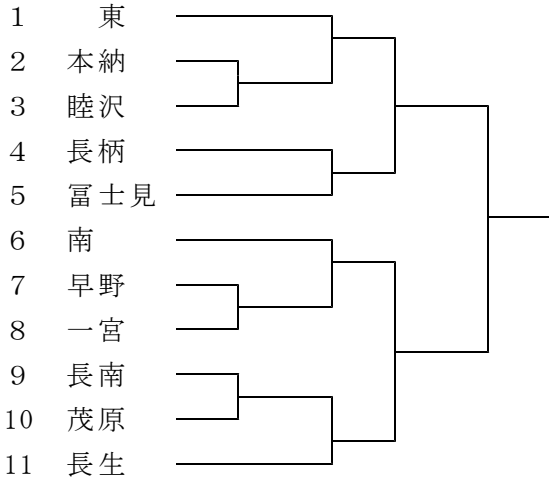 1 東
2 本納
3 睦沢
4 長柄
5 冨士見
6 南
7 早野
8 一宮
9 長南
10 茂原
11 長生